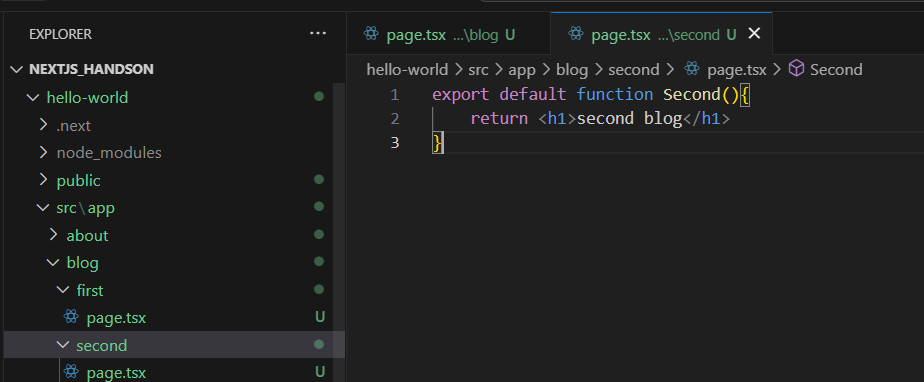 EXPLORER ...
NEXTJS_HANDSON
hello-world
.next
node_modules
public
src\app
about
blog
first
page.tsx U
second
page.tsx U
page.tsx ...\blog U
page.tsx ...\second U
hello-world > src > app > blog > second > page.tsx > Second
1 export default function Second(){
2 return <h1>second blog</h1>
3 }